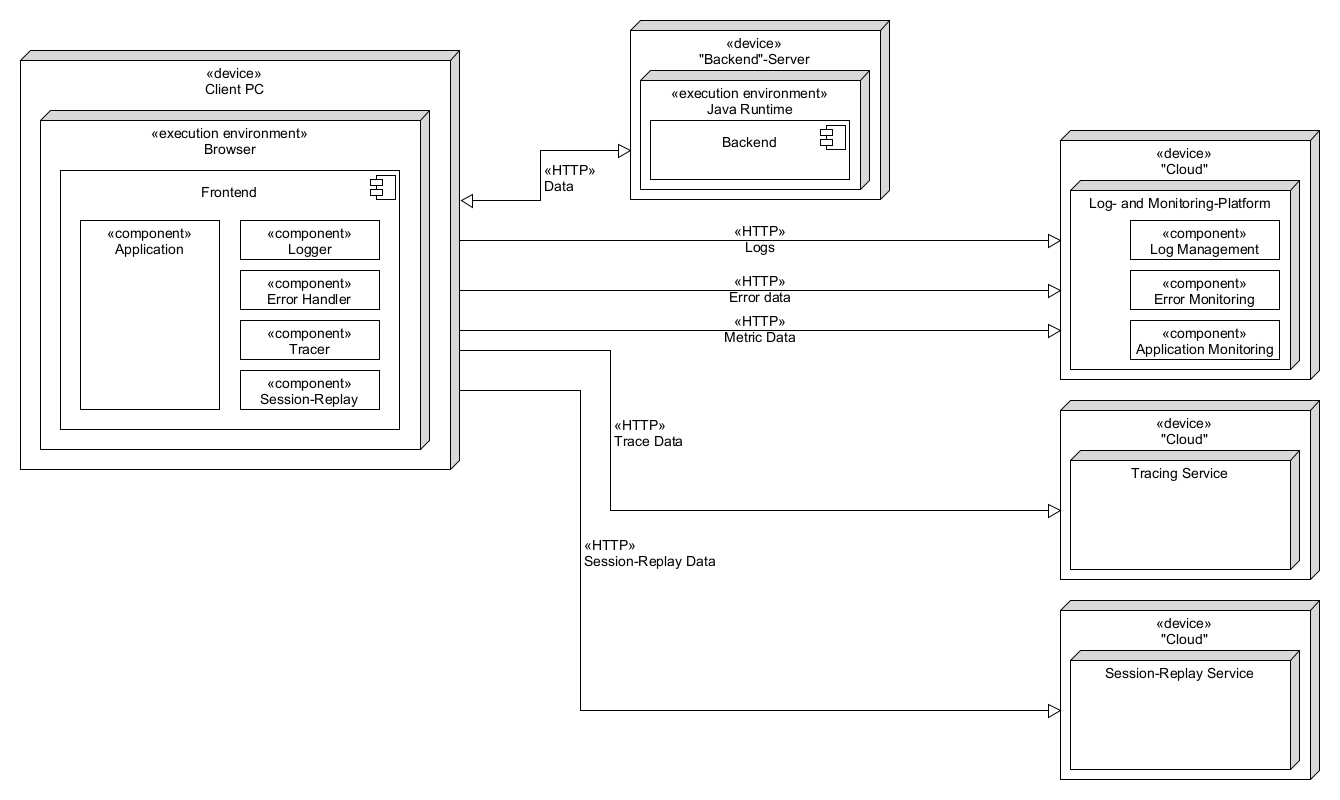 «device»
Client PC
«execution environment»
Browser
Frontend
«component»
Application
«component»
Logger
«component»
Error Handler
«component»
Tracer
«component»
Session-Replay
«device»
"Backend"-Server
«execution environment»
Java Runtime
Backend
«HTTP»
Data
«HTTP»
Logs
«HTTP»
Error data
«HTTP»
Metric Data
«HTTP»
Trace Data
«HTTP»
Session-Replay Data
«device»
"Cloud"
Log- and Monitoring-Platform
«component»
Log Management
«component»
Error Monitoring
«component»
Application Monitoring
«device»
"Cloud"
Tracing Service
«device»
"Cloud"
Session-Replay Service